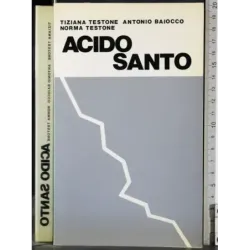 TIZIANA TESTONE ANTONIO BAIOCCO
NORMA TESTONE
ACIDO
SANTO
ACIDO SANTO